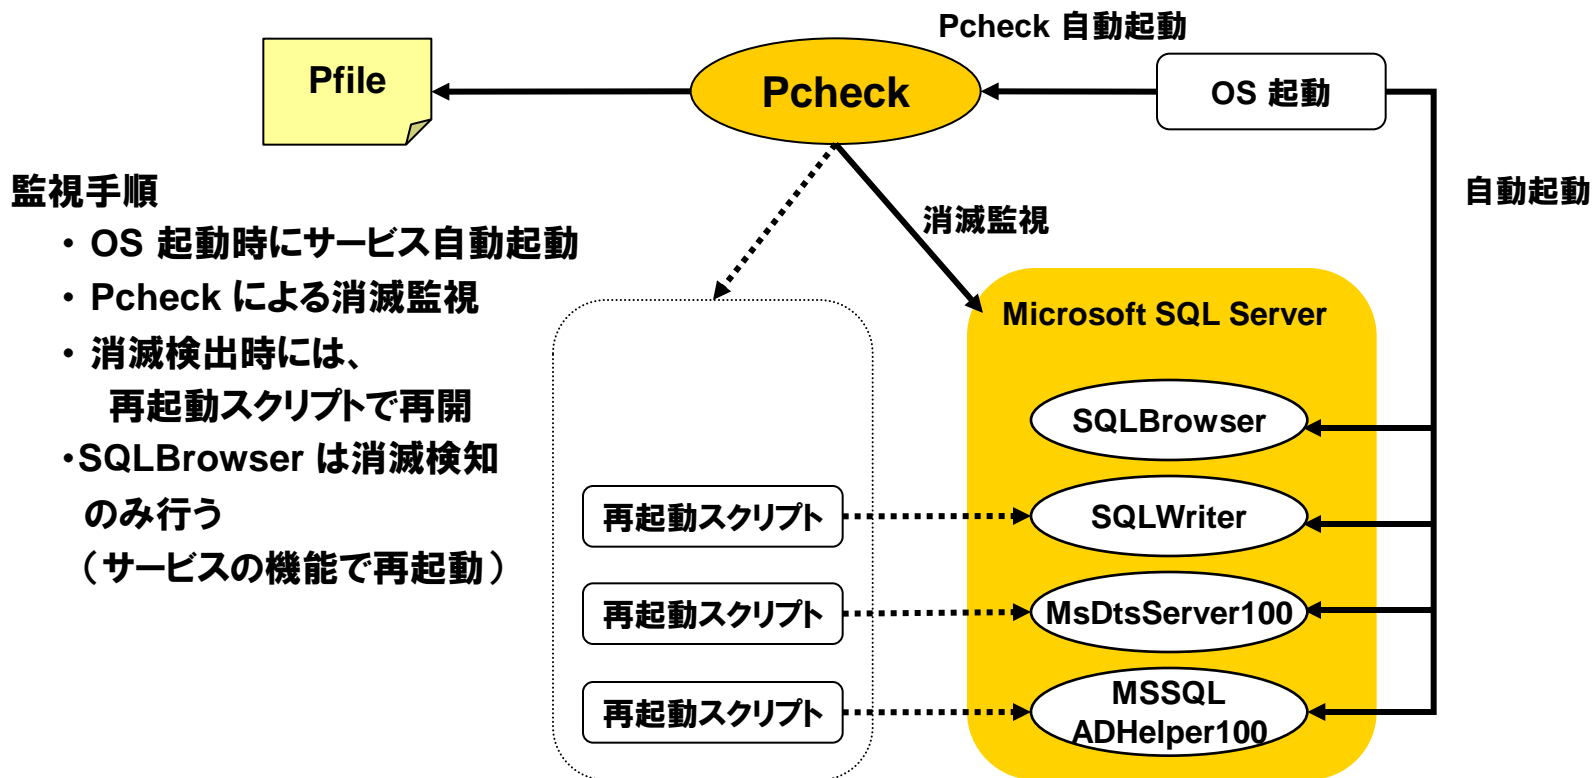 Pcheck 自動起動
Pfile
Pcheck
OS 起動
監視手順
・ OS 起動時にサービス自動起動
・ Pcheck による消滅監視
・ 消滅検出時には、
再起動スクリプトで再開
・SQLBrowser は消滅検知
のみ行う
（サービスの機能で再起動）
消滅監視
自動起動
Microsoft SQL Server
SQLBrowser
再起動スクリプト
SQLWriter
再起動スクリプト
MsDtsServer100
再起動スクリプト
MSSQL
ADHelper100